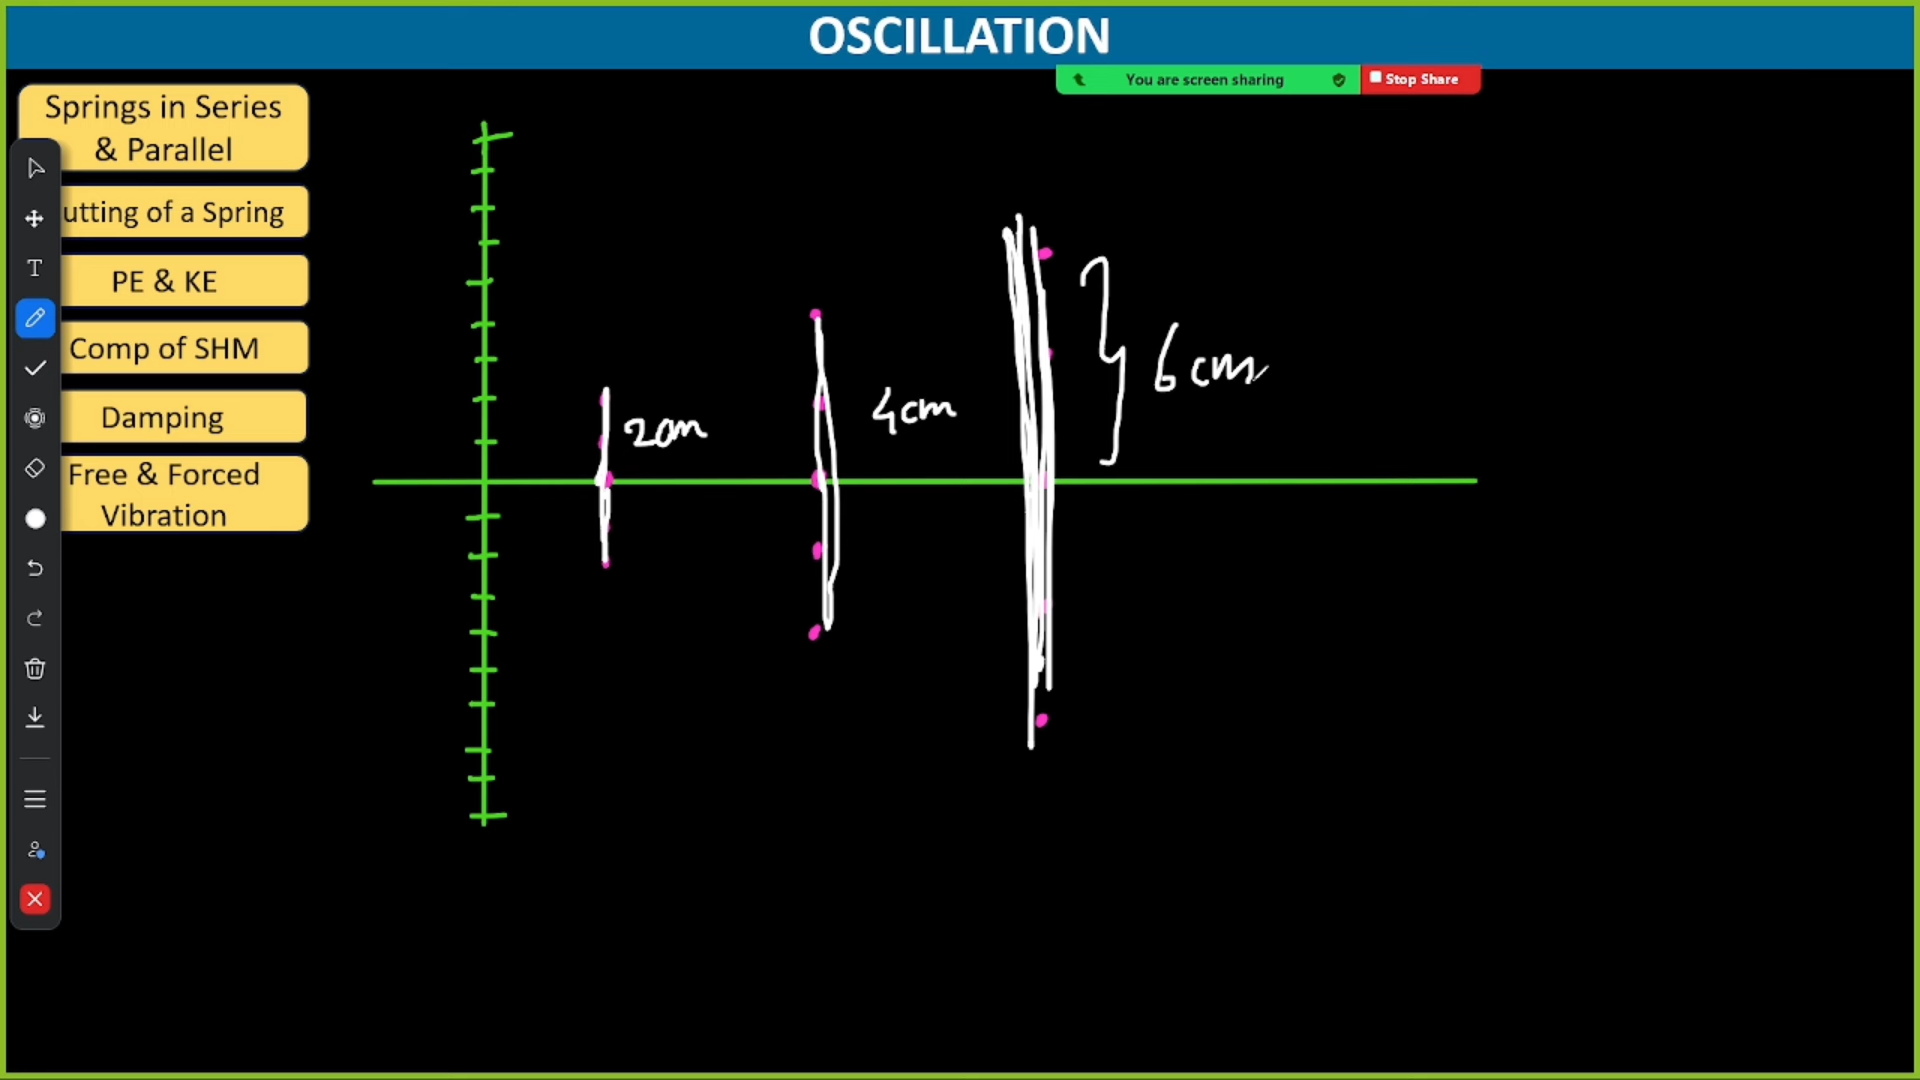 OSCILLATION
You are screen sharing
Stop Share
Springs in Series
& Parallel
utting of a Spring
PE & KE
Comp of SHM
Damping
Free & Forced
Vibration
T
2cm
4cm
6cm